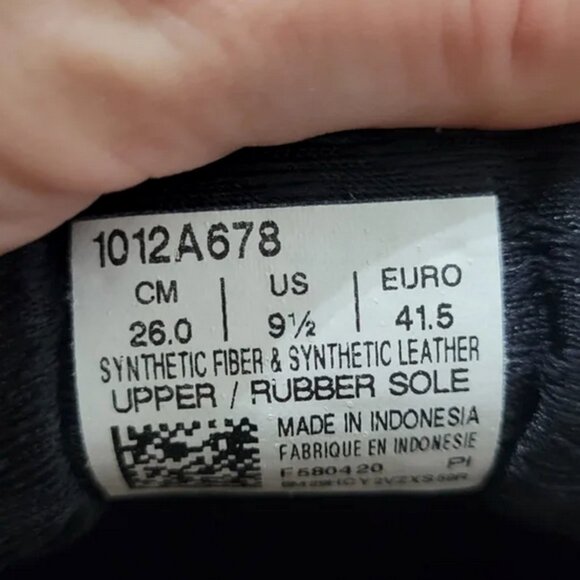 1012A678
CM | US | EURO
26.0 | 9½ | 41.5
SYNTHETIC FIBER & SYNTHETIC LEATHER
UPPER / RUBBER SOLE
MADE IN INDONESIA
FABRIQUE EN INDONESIE
F580420 PI